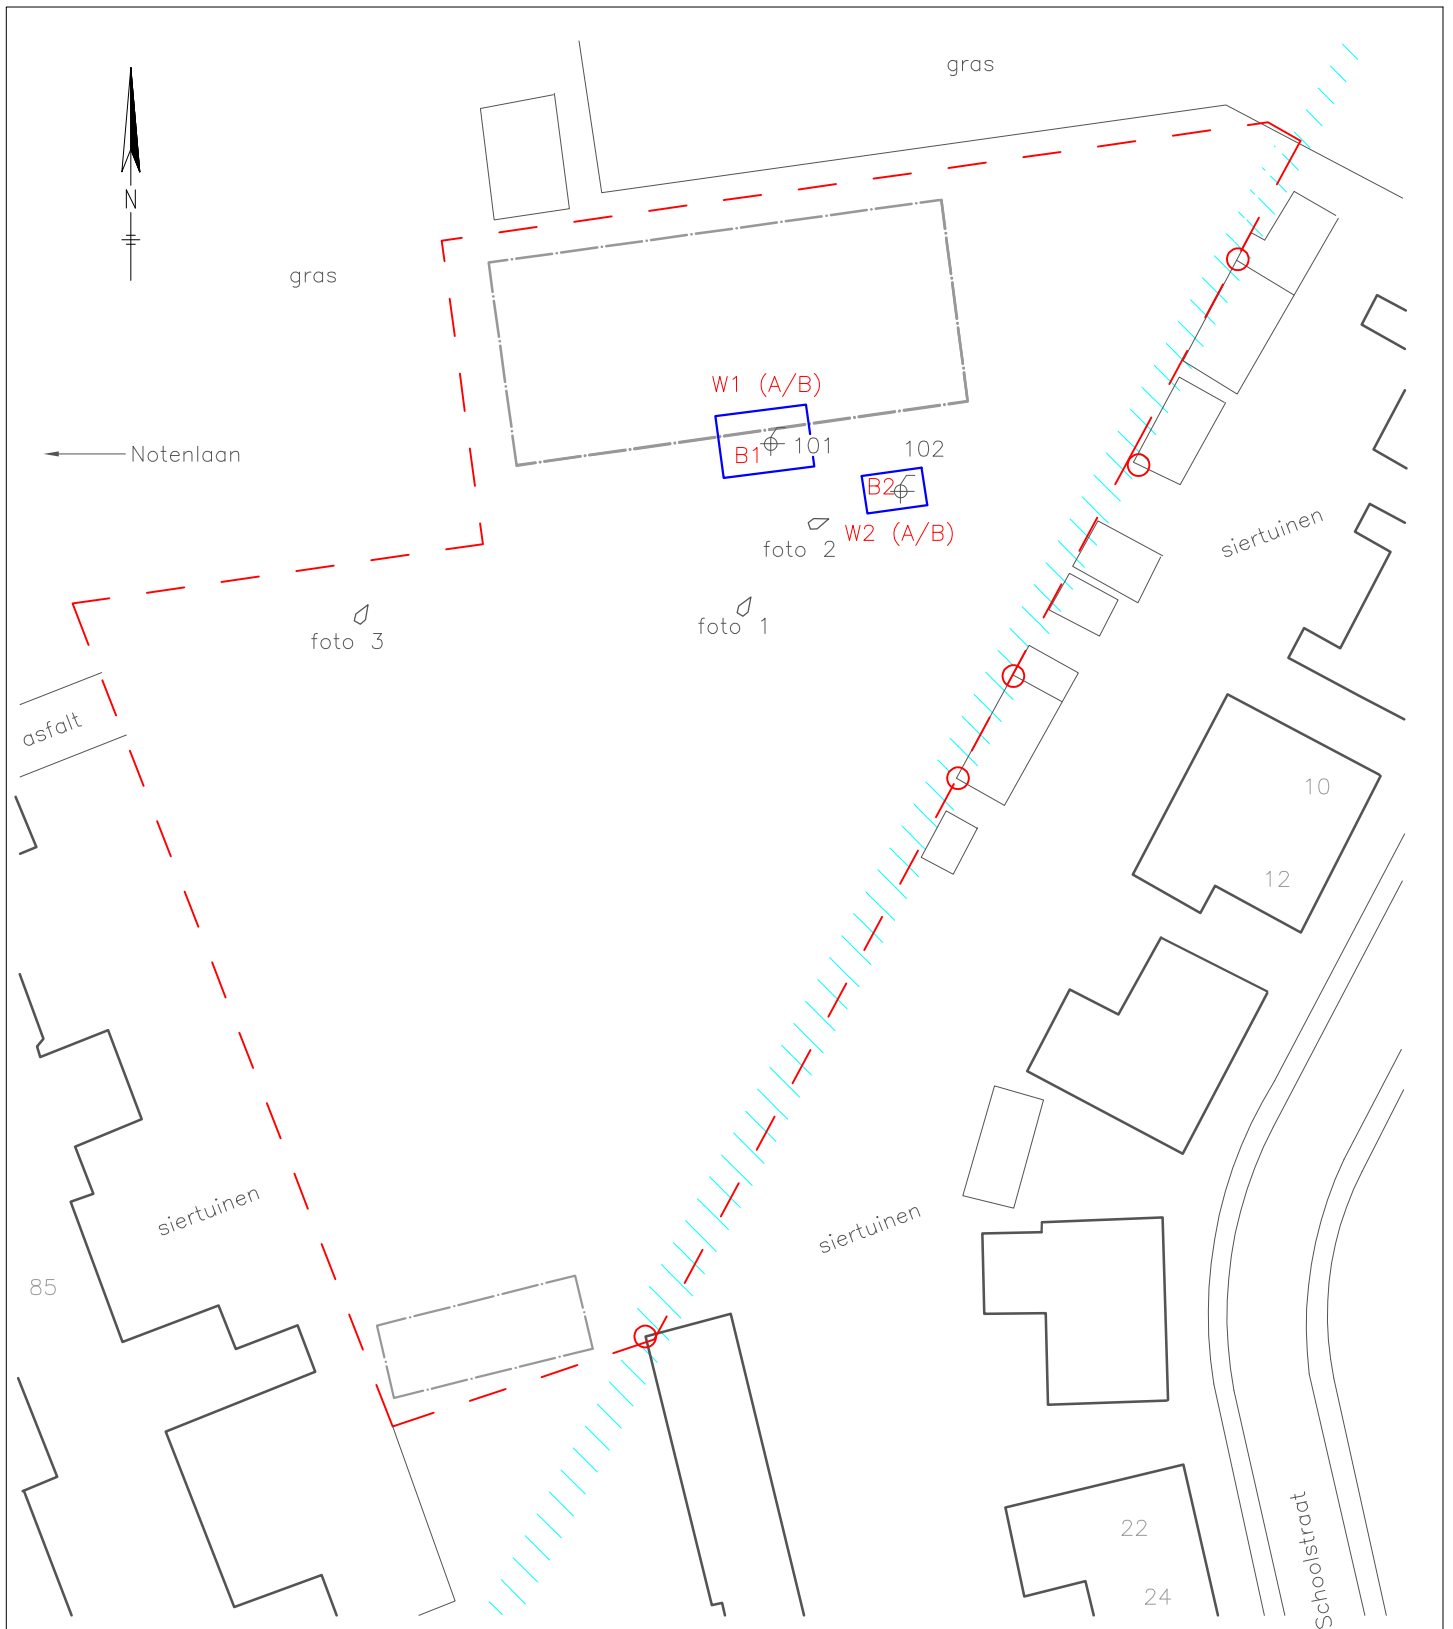 gras
N
gras
W1 (A/B)
Notenlaan
B1
101
102
B2
W2 (A/B)
foto 2
siertuinen
foto 3
foto 1
asfalt
10
12
siertuinen
siertuinen
85
22
24
Schoolstraat